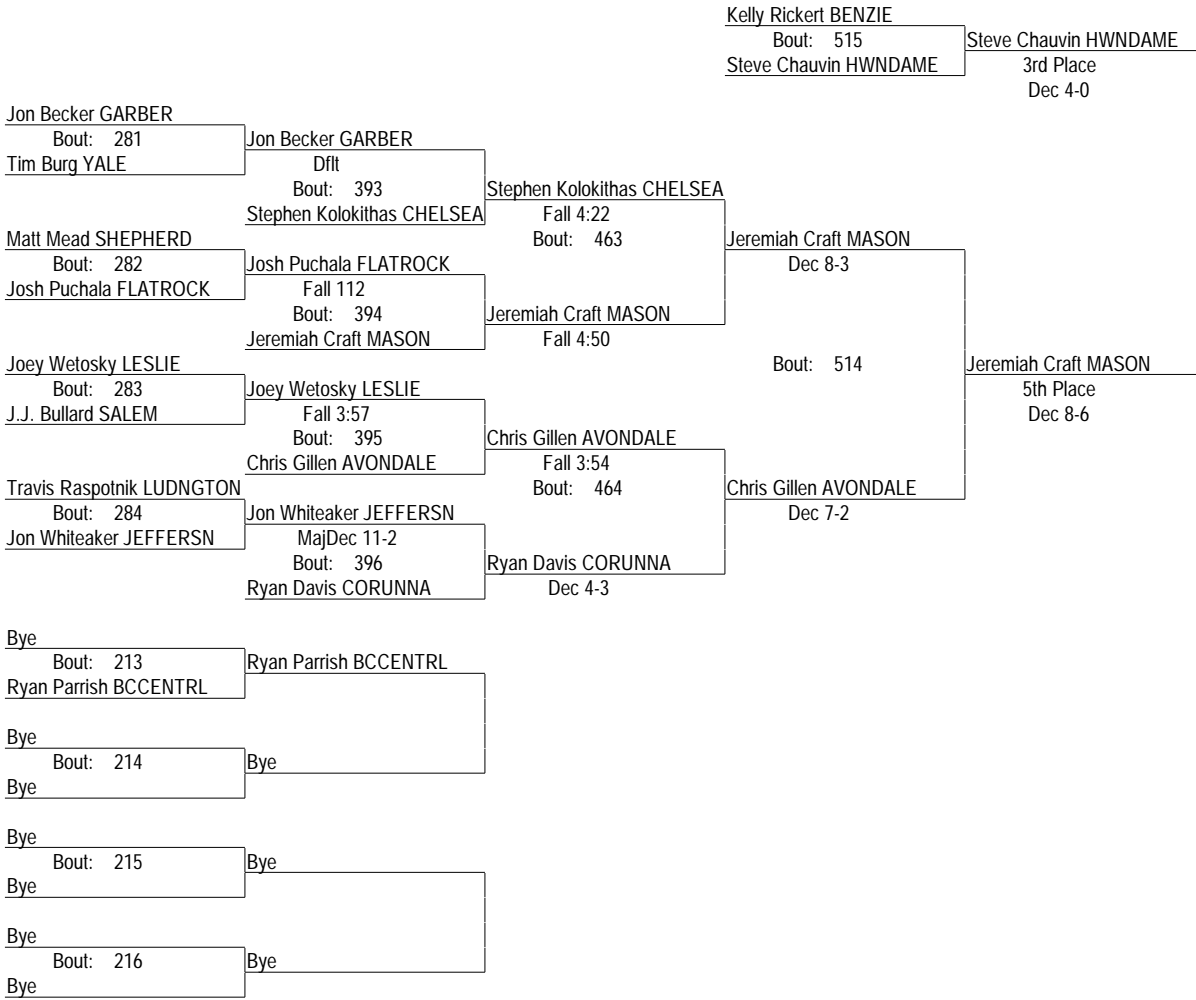 Kelly Rickert BENZIE
Bout: 515
Steve Chauvin HWNDAME
Steve Chauvin HWNDAME
3rd Place
Dec 4-0
Jon Becker GARBER
Bout: 281
Tim Burg YALE
Matt Mead SHEPHERD
Bout: 282
Josh Puchala FLATROCK
Joey Wetosky LESLIE
Bout: 283
J.J. Bullard SALEM
Travis Raspotnik LUDNGTON
Bout: 284
Jon Whiteaker JEFFERSN
Jon Becker GARBER
Dflt
Bout: 393
Stephen Kolokithas CHELSEA
Josh Puchala FLATROCK
Fall 112
Bout: 394
Jeremiah Craft MASON
Joey Wetosky LESLIE
Fall 3:57
Bout: 395
Chris Gillen AVONDALE
Jon Whiteaker JEFFERSN
MajDec 11-2
Bout: 396
Ryan Davis CORUNNA
Stephen Kolokithas CHELSEA
Fall 4:22
Bout: 463
Jeremiah Craft MASON
Fall 4:50
Chris Gillen AVONDALE
Fall 3:54
Bout: 464
Ryan Davis CORUNNA
Dec 4-3
Jeremiah Craft MASON
Dec 8-3
Bout: 514
Chris Gillen AVONDALE
Dec 7-2
Jeremiah Craft MASON
5th Place
Dec 8-6
Bye
Bout: 213
Ryan Parrish BCCENTRL
Ryan Parrish BCCENTRL
Bye
Bout: 214
Bye
Bye
Bye
Bout: 215
Bye
Bye
Bye
Bout: 216
Bye
Bye